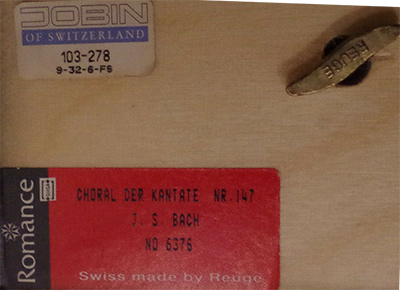 JOBIN
OF SWITZERLAND
103-278
9-32-6-FS
REUGE
CHORAL DER KANTATE NR.147
J. S. BACH
NO 6376
Romance
Swiss made by Reuge